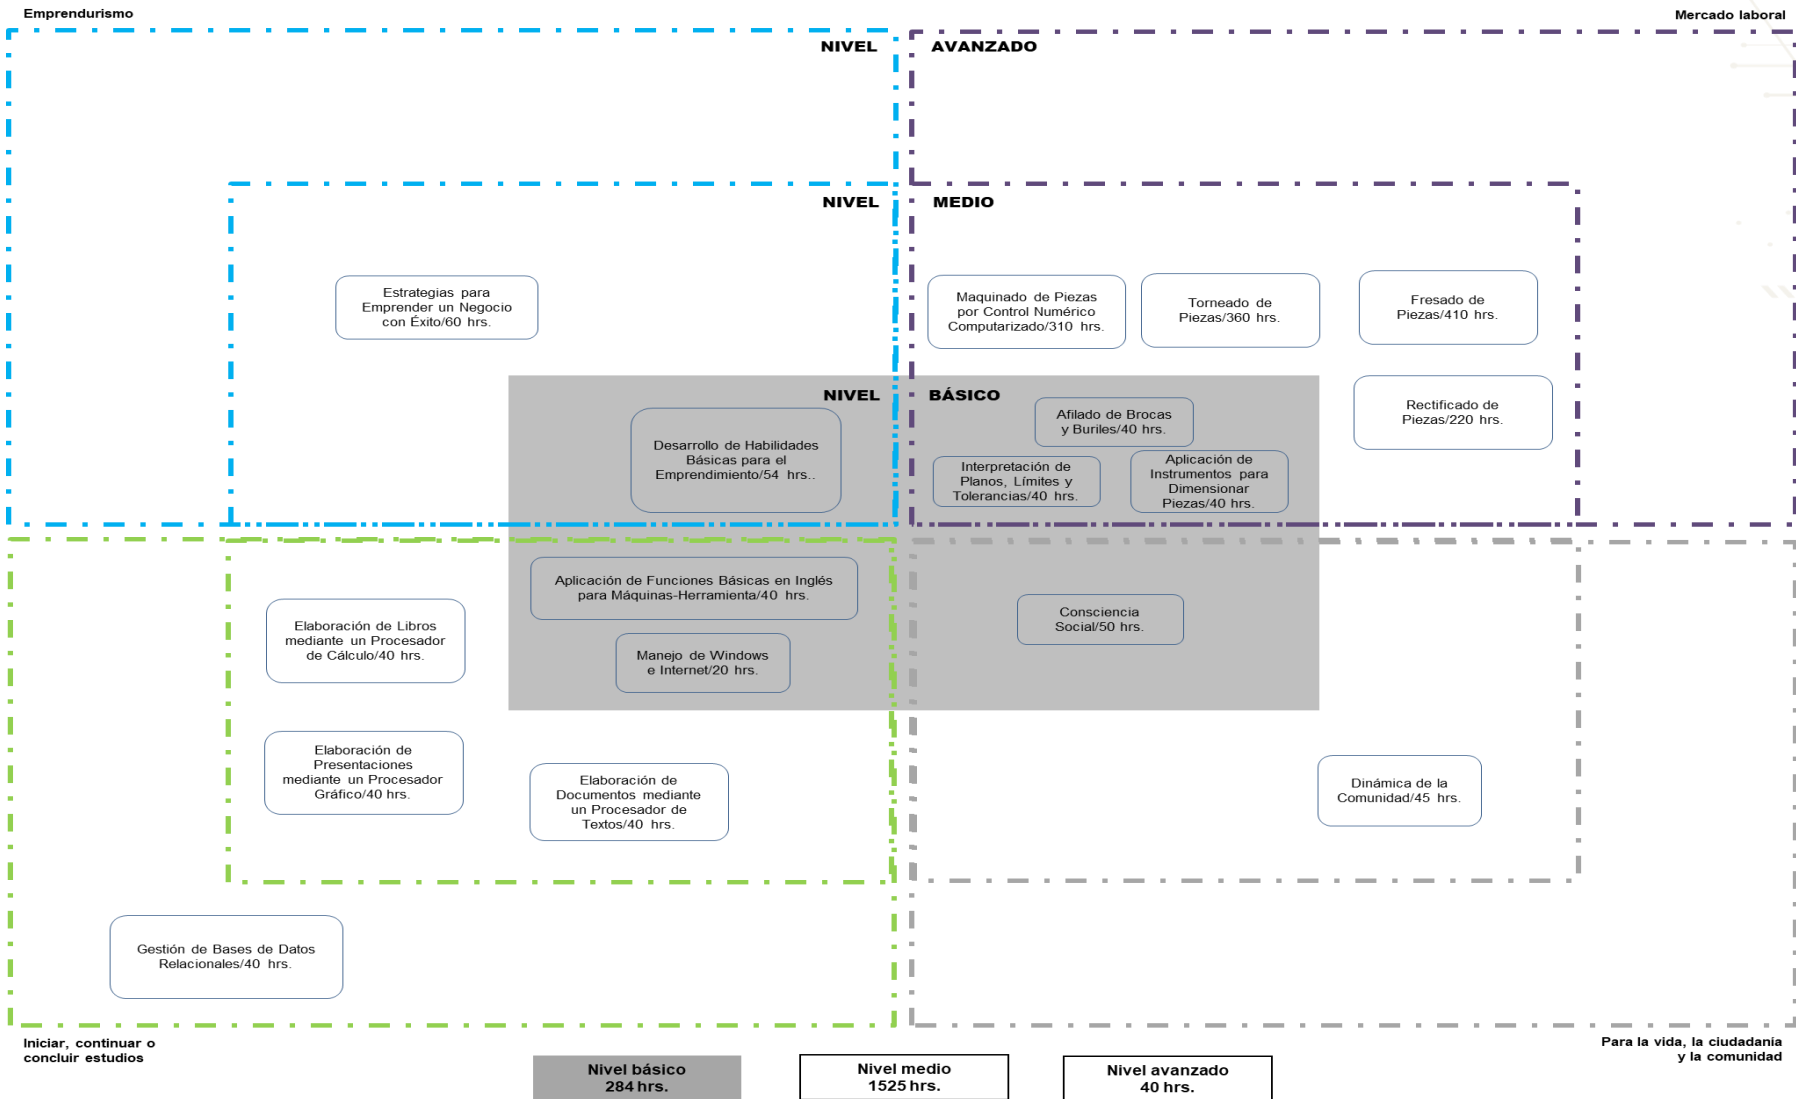 Emprendurismo
Mercado laboral
NIVEL AVANZADO
NIVEL MEDIO
Estrategias para
Emprender un Negocio
con Éxito/60 hrs.
Maquinado de Piezas
por Control Numérico
Computarizado/310 hrs.
Torneado de
Piezas/360 hrs.
Fresado de
Piezas/410 hrs.
Rectificado de
Piezas/220 hrs.
NIVEL BÁSICO
Desarrollo de Habilidades
Básicas para el
Emprendimiento/54 hrs..
Afilado de Brocas
y Buriles/40 hrs.
Interpretación de
Planos, Límites y
Tolerancias/40 hrs.
Aplicación de
Instrumentos para
Dimensionar
Piezas/40 hrs.
Aplicación de Funciones Básicas en Inglés
para Máquinas-Herramienta/40 hrs.
Manejo de Windows
e Internet/20 hrs.
Consciencia
Social/50 hrs.
Elaboración de Libros
mediante un Procesador
de Cálculo/40 hrs.
Elaboración de
Presentaciones
mediante un Procesador
Gráfico/40 hrs.
Elaboración de
Documentos mediante
un Procesador de
Textos/40 hrs.
Dinámica de la
Comunidad/45 hrs.
Gestión de Bases de Datos
Relacionales/40 hrs.
Iniciar, continuar o
concluir estudios
Para la vida, la ciudadanía
y la comunidad
Nivel básico
284 hrs.
Nivel medio
1525 hrs.
Nivel avanzado
40 hrs.